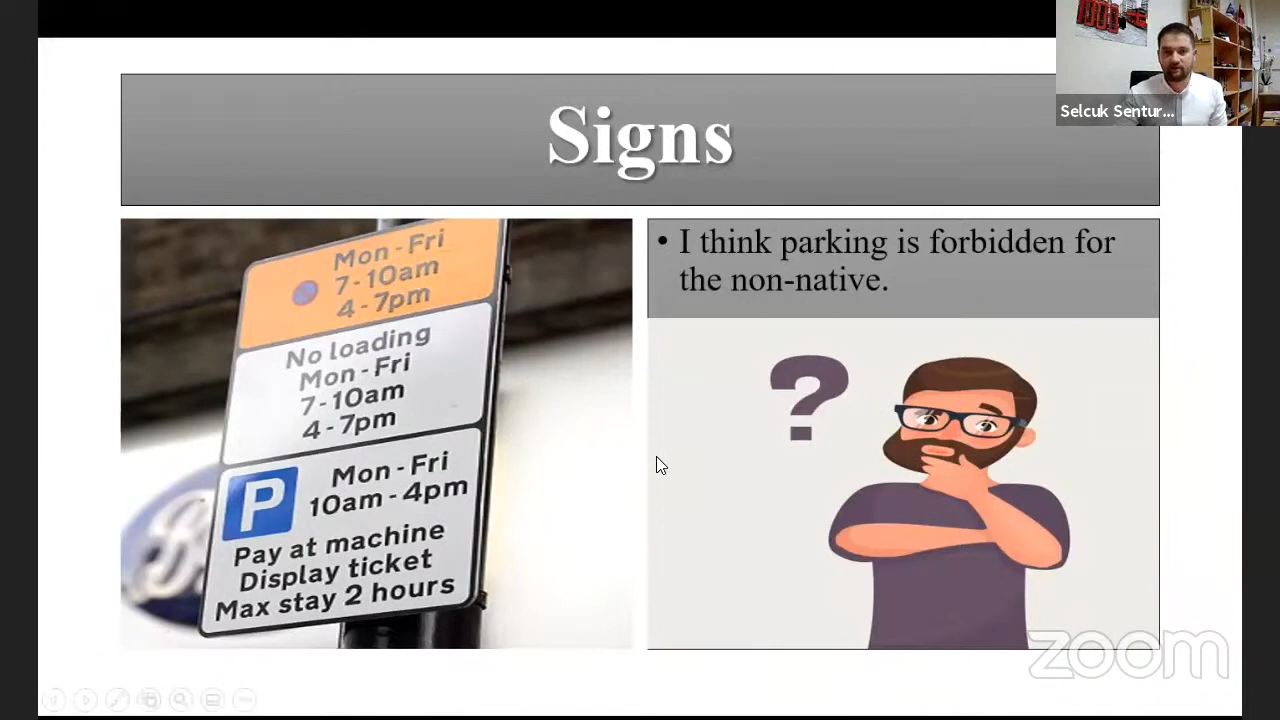 Signs
Selcuk Sentur...
Mon - Fri
7 - 10am
4 - 7pm
No loading
Mon - Fri
7 - 10am
4 - 7pm
P
Mon - Fri
10am - 4pm
Pay at machine
Display ticket
Max stay 2 hours
• I think parking is forbidden for
the non-native.
?
zoom